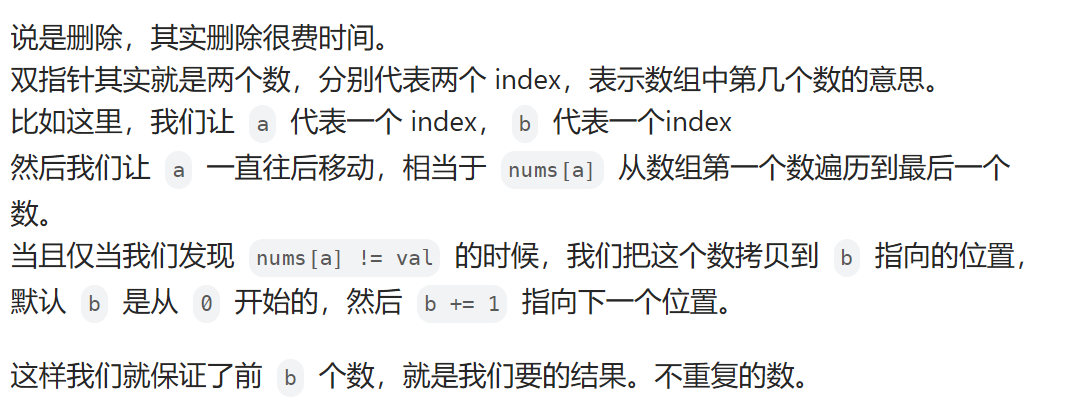 说是删除，其实删除很费时间。
双指针其实就是两个数，分别代表两个 index，表示数组中第几个数的意思。
比如这里，我们让 a 代表一个 index， b 代表一个index
然后我们让 a 一直往后移动，相当于 nums[a] 从数组第一个数遍历到最后一个
数。
当且仅当我们发现 nums[a] != val 的时候，我们把这个数拷贝到 b 指向的位置，
默认 b 是从 0 开始的，然后 b += 1 指向下一个位置。
这样我们就保证了前 b 个数，就是我们要的结果。不重复的数。